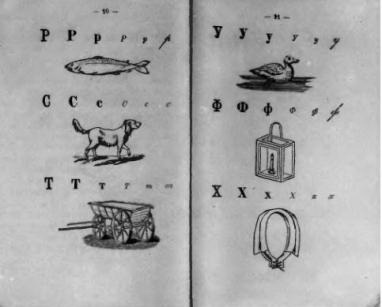 — 10 —
Р Р р Р р р
С С с С с с
Т Т т Т т т
— 11 —
У У у У у у
Ф Ф ф Ф ф ф
Х Х х Х х х